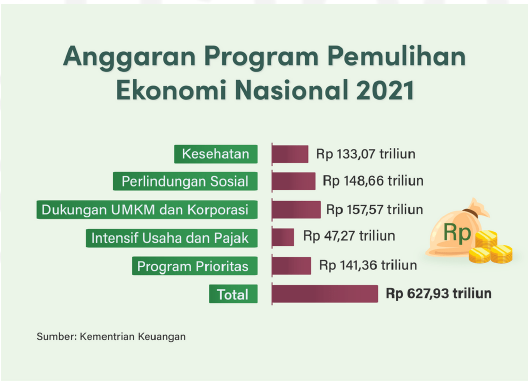 Anggaran Program Pemulihan
Ekonomi Nasional 2021
Kesehatan Rp 133,07 triliun
Perlindungan Sosial Rp 148,66 triliun
Dukungan UMKM dan Korporasi Rp 157,57 triliun
Intensif Usaha dan Pajak Rp 47,27 triliun
Program Prioritas Rp 141,36 triliun
Total Rp 627,93 triliun
Rp
Sumber: Kementrian Keuangan